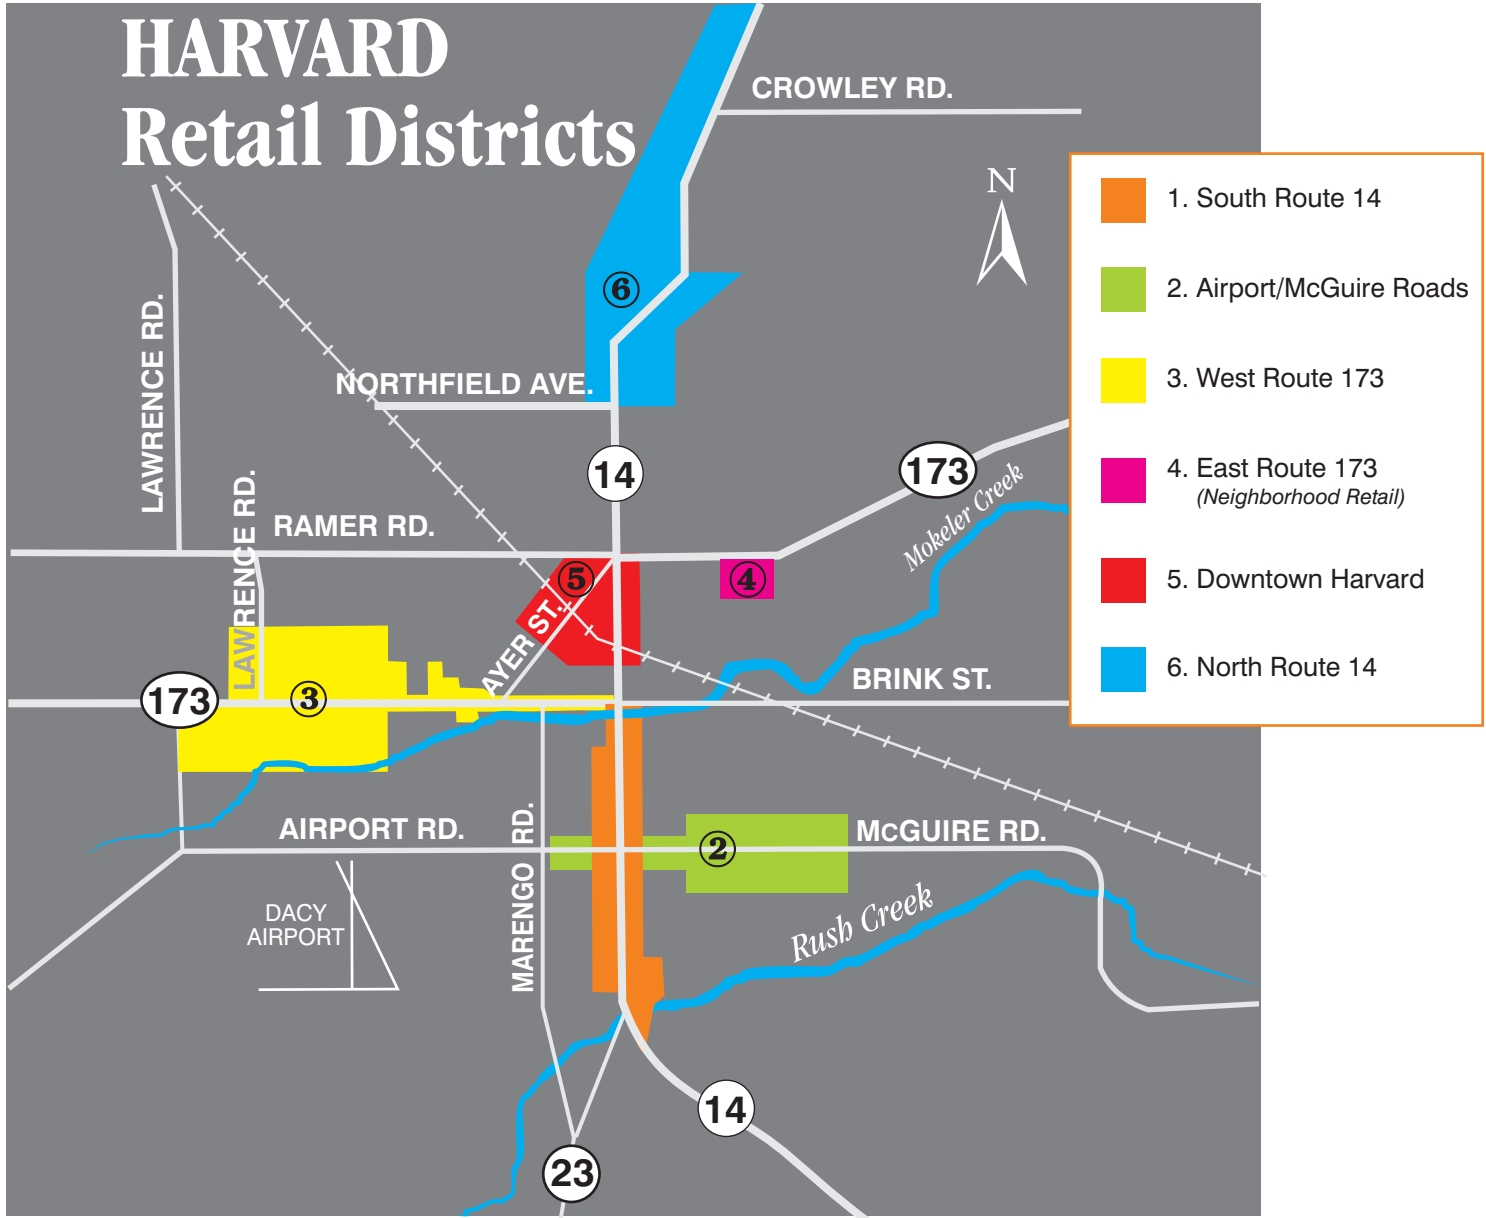 HARVARD
Retail Districts
CROWLEY RD.
N
1. South Route 14
2. Airport/McGuire Roads
3. West Route 173
4. East Route 173
(Neighborhood Retail)
5. Downtown Harvard
6. North Route 14
6
LAWRENCE RD.
NORTHFIELD AVE.
14
173
Mokeler Creek
LAWRENCE RD.
RAMER RD.
5
4
AYER ST.
173
3
BRINK ST.
AIRPORT RD.
MARENGO RD.
2
McGUIRE RD.
DACY
AIRPORT
Rush Creek
14
23